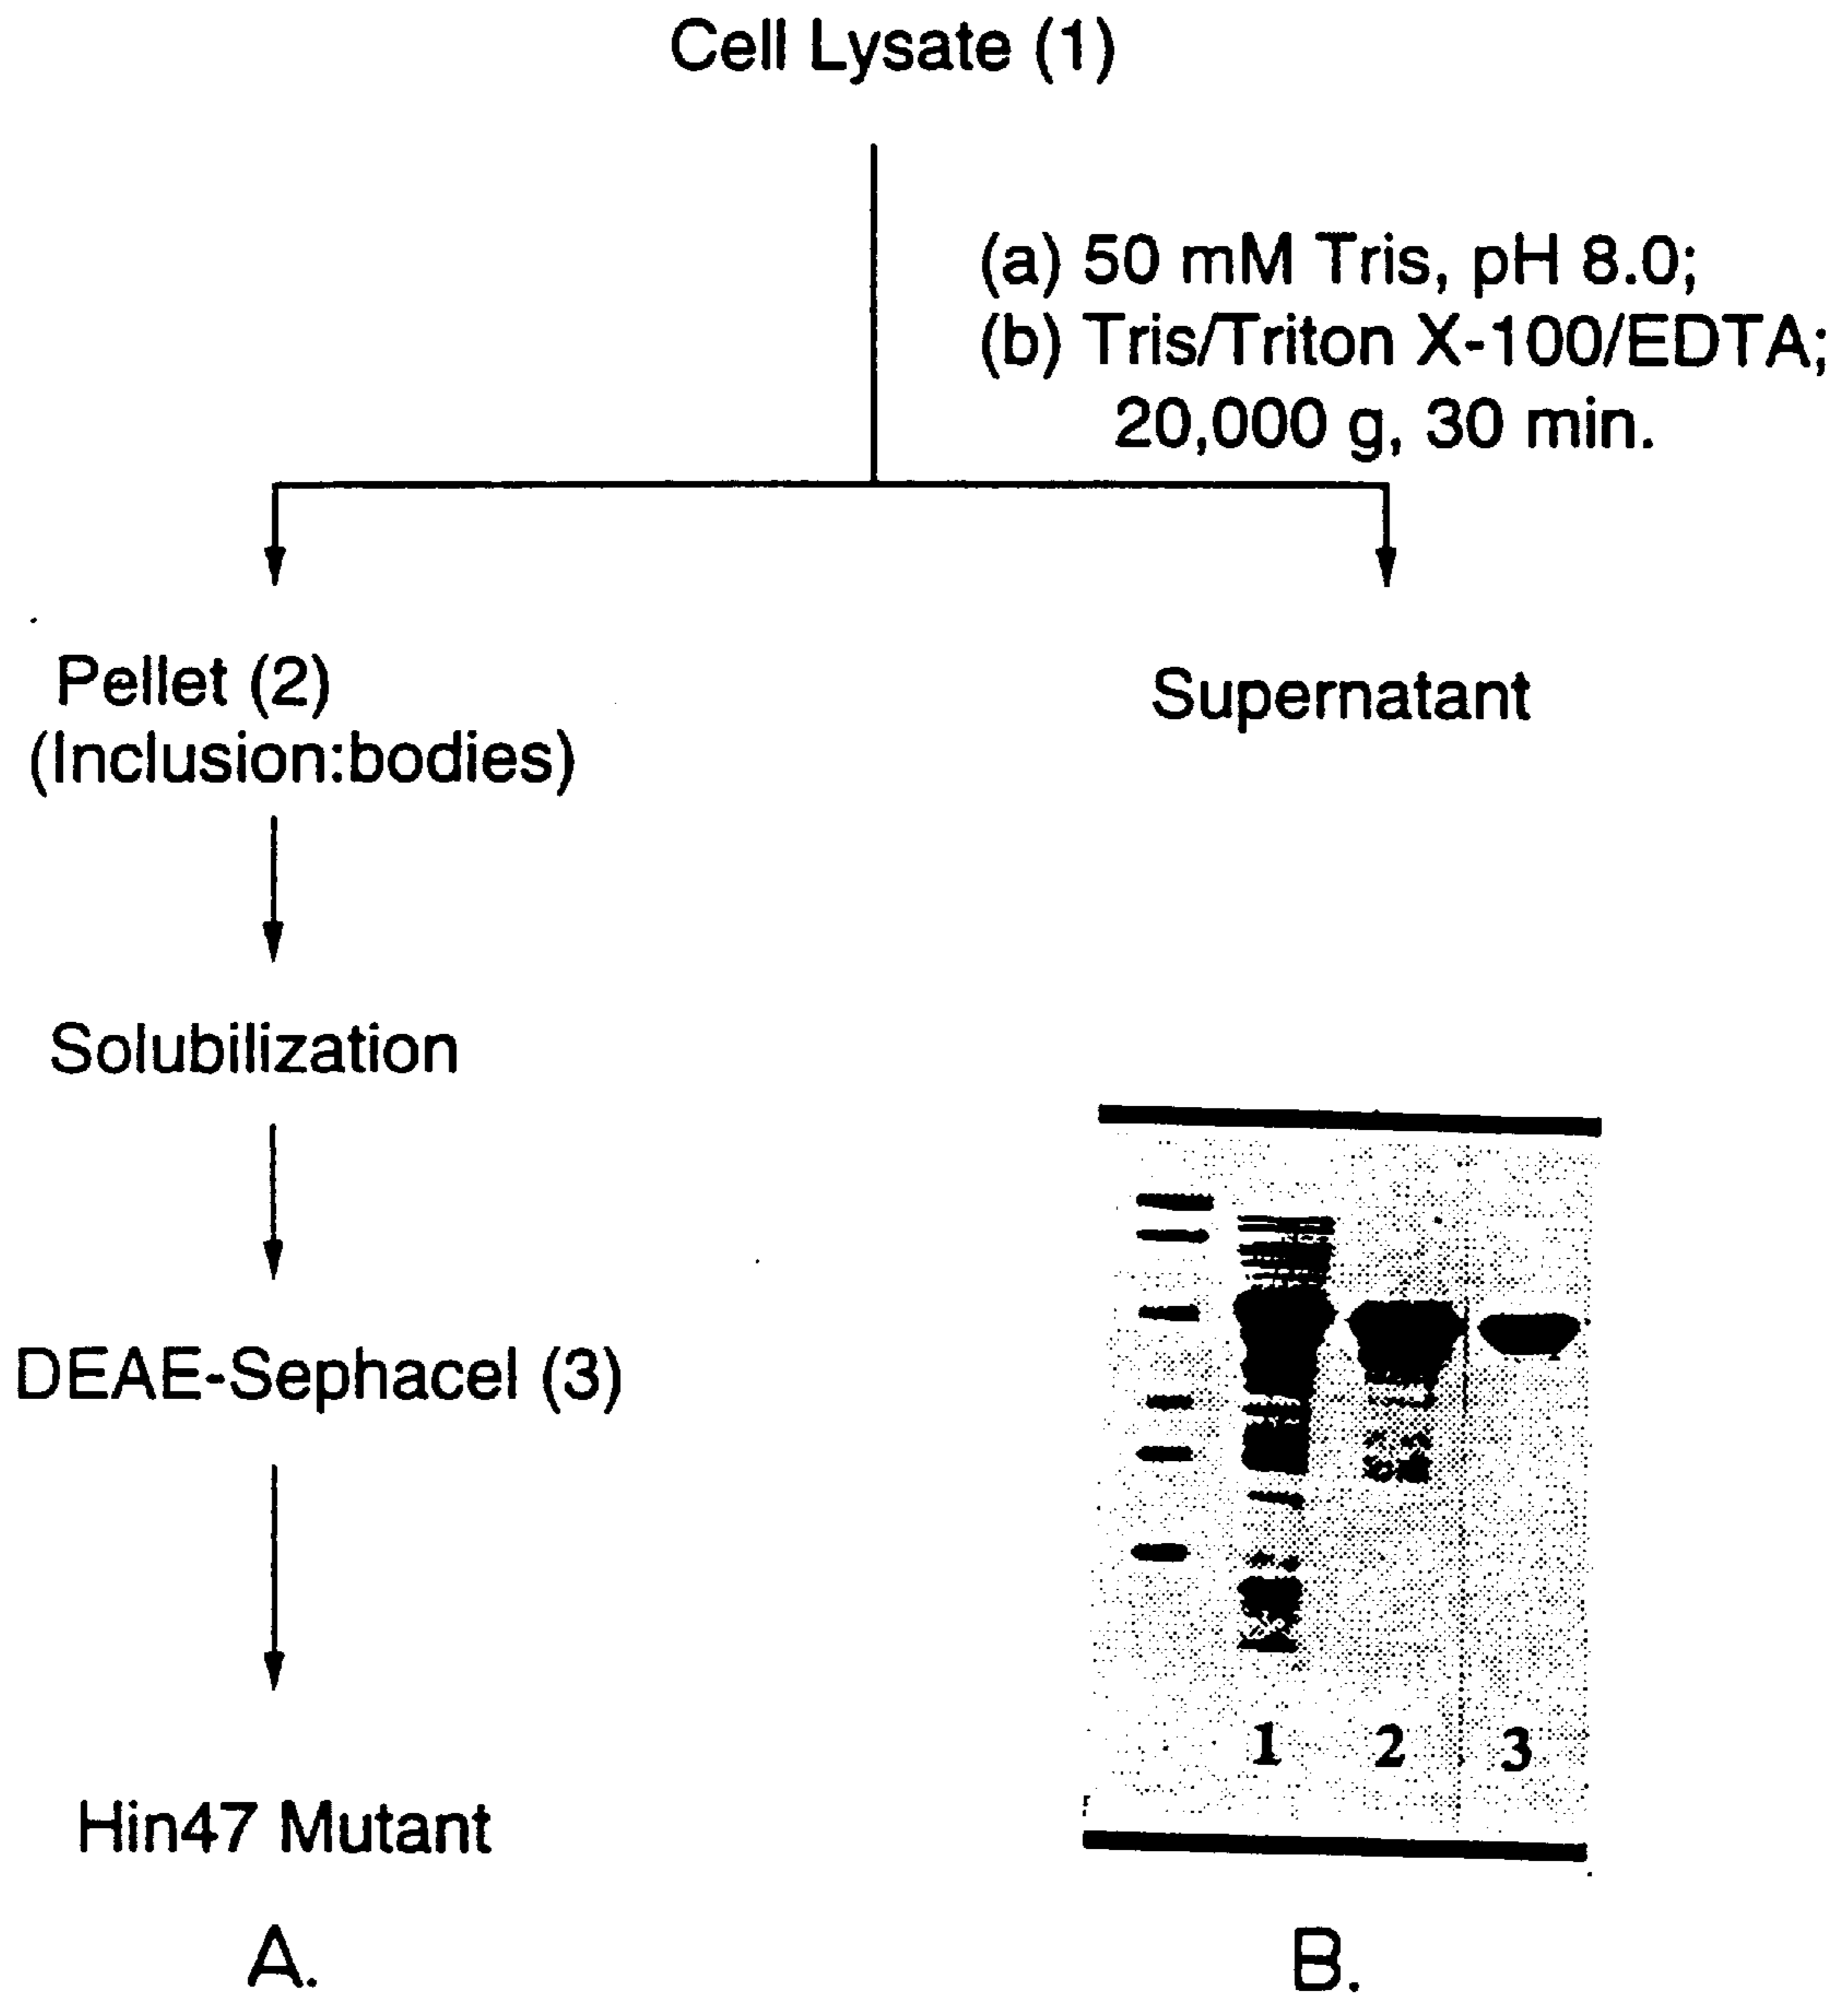 Cell Lysate (1)
(a) 50 mM Tris, pH 8.0;
(b) Tris/Triton X-100/EDTA;
20,000 g, 30 min.
Pellet (2)
(Inclusion:bodies)
Supernatant
Solubilization
DEAE-Sephacel (3)
Hin47 Mutant
1 2 3
A.
B.